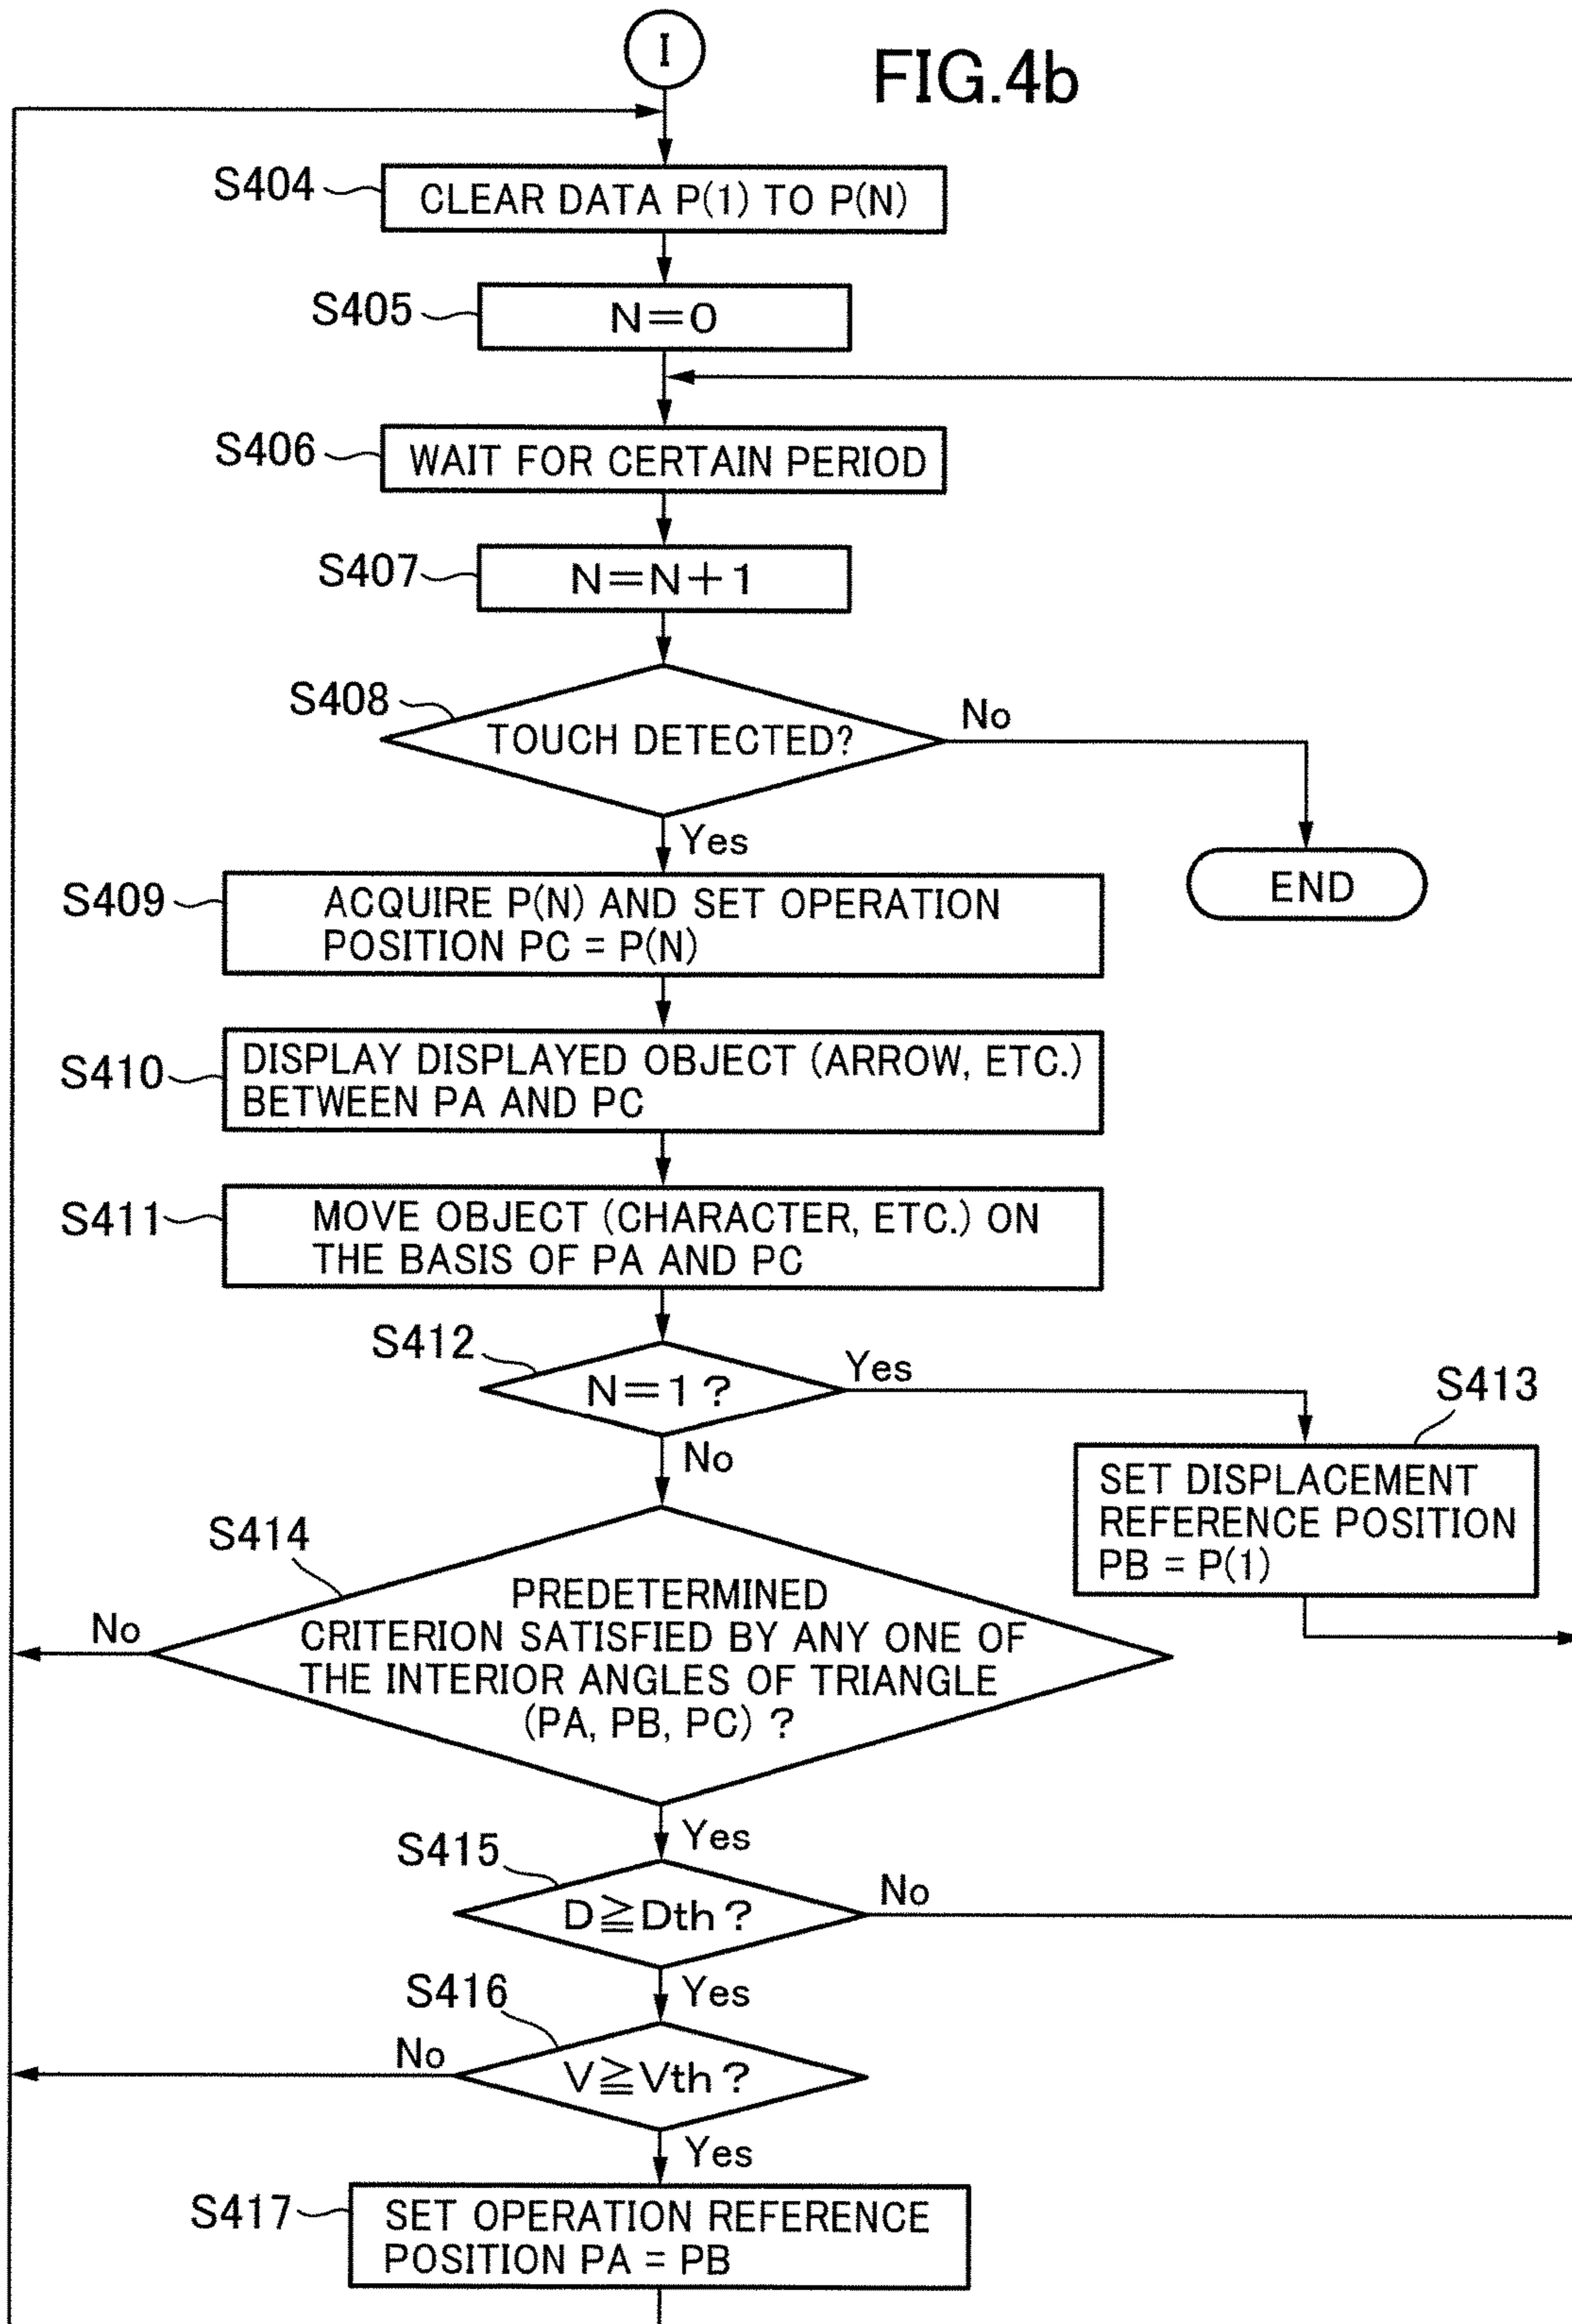 I
FIG.4b
S404
CLEAR DATA P(1) TO P(N)
S405
N=0
S406
WAIT FOR CERTAIN PERIOD
S407
N=N+1
S408
TOUCH DETECTED?
No
Yes
END
S409
ACQUIRE P(N) AND SET OPERATION
POSITION PC = P(N)
S410
DISPLAY DISPLAYED OBJECT (ARROW, ETC.)
BETWEEN PA AND PC
S411
MOVE OBJECT (CHARACTER, ETC.) ON
THE BASIS OF PA AND PC
S412
N=1?
Yes
No
S413
SET DISPLACEMENT
REFERENCE POSITION
PB = P(1)
S414
PREDETERMINED
CRITERION SATISFIED BY ANY ONE OF
THE INTERIOR ANGLES OF TRIANGLE
(PA, PB, PC) ?
No
Yes
S415
D≧Dth?
No
Yes
S416
V≧Vth?
No
Yes
S417
SET OPERATION REFERENCE
POSITION PA = PB